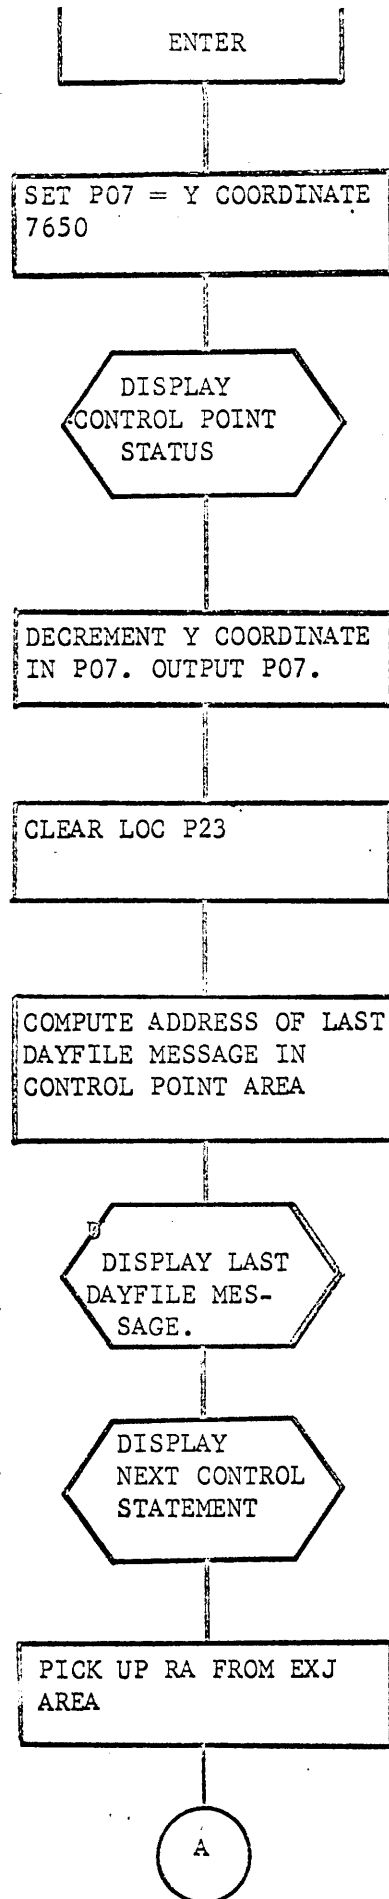 ENTER
SET P07 = Y COORDINATE
7650
DISPLAY
CONTROL POINT
STATUS
DECREMENT Y COORDINATE
IN P07. OUTPUT P07.
CLEAR LOC P23
COMPUTE ADDRESS OF LAST
DAYFILE MESSAGE IN
CONTROL POINT AREA
DISPLAY LAST
DAYFILE MES-
SAGE.
DISPLAY
NEXT CONTROL
STATEMENT
PICK UP RA FROM EXJ
AREA
A